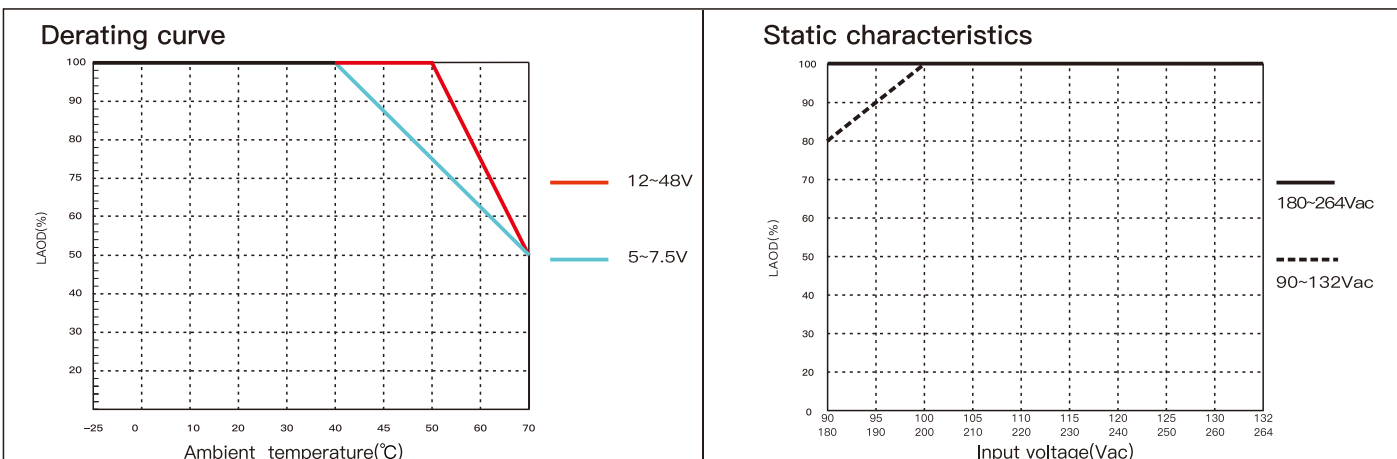 Derating curve
100
90
80
75
60
50
40
30
20
LAOD(%)
-25 0 10 20 30 40 45 50 60 70
Ambient temperature(℃)
12~48V
5~7.5V
Static characteristics
100
90
80
70
60
50
40
30
20
0
LAOD(%)
90 95 100 105 110 115 120 125 130 132
180 190 200 210 220 230 240 250 260 264
Input voltage(Vac)
180~264Vac
90~132Vac